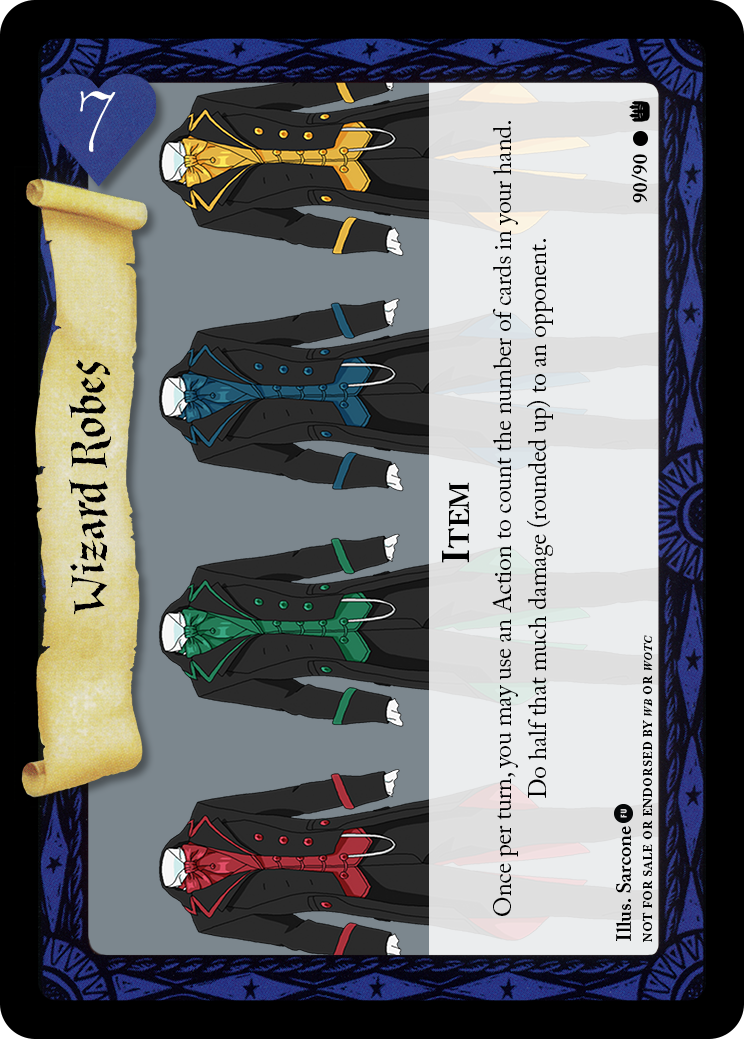 7
Wizard Robes
ITEM
Once per turn, you may use an Action to count the number of cards in your hand.
Do half that much damage (rounded up) to an opponent.
Illus. Sarcone FU
NOT FOR SALE OR ENDORSED BY WB OR WOTC
90/90